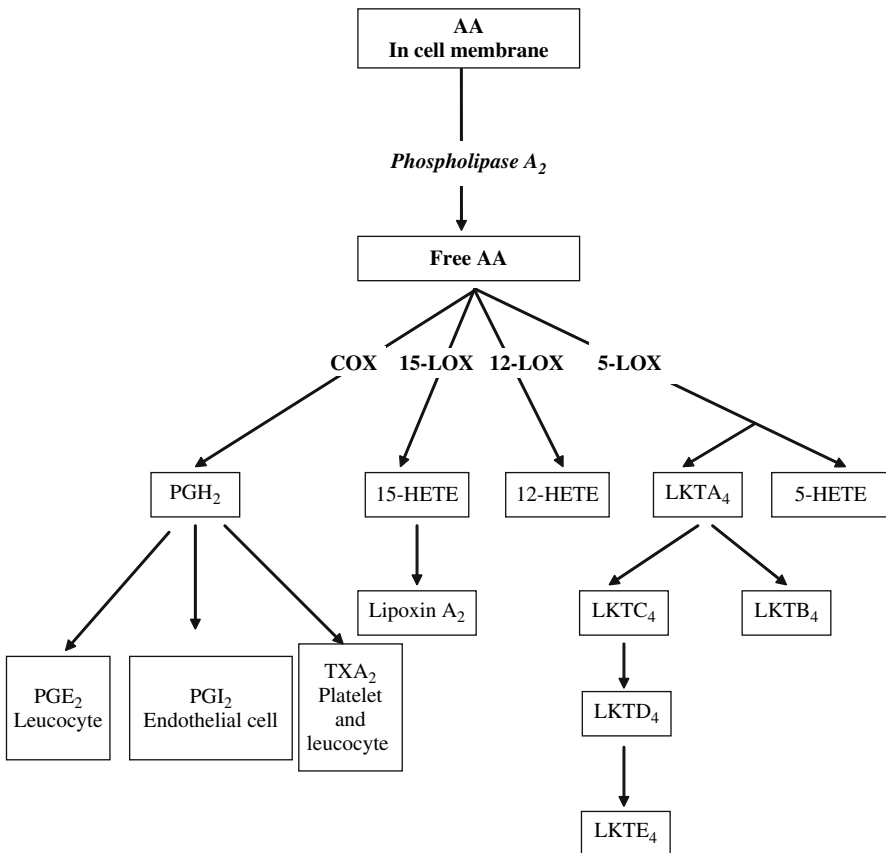 AA
In cell membrane
Phospholipase A₂
Free AA
COX 15-LOX 12-LOX 5-LOX
PGH₂
15-HETE
12-HETE
LKTA₄
5-HETE
Lipoxin A₂
LKTC₄
LKTB₄
PGE₂
Leucocyte
PGI₂
Endothelial cell
TXA₂
Platelet
and
leucocyte
LKTD₄
LKTE₄